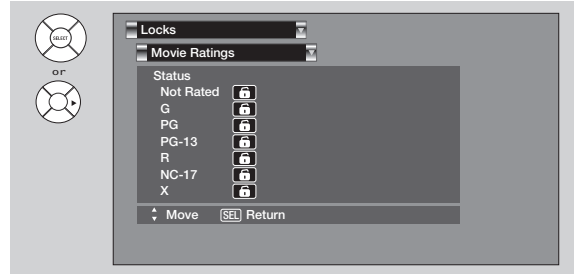 SELECT
or
Locks
Movie Ratings
Status
Not Rated
G
PG
PG-13
R
NC-17
X
Move SEL Return